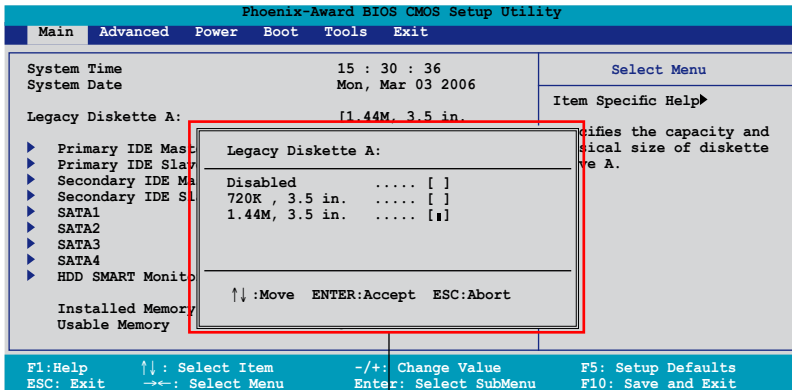 Phoenix-Award BIOS CMOS Setup Utility
Main Advanced Power Boot Tools Exit
System Time 15 : 30 : 36
System Date Mon, Mar 03 2006
Legacy Diskette A: [1.44M, 3.5 in.
Primary IDE Mast
Primary IDE Slav
Secondary IDE Ma
Secondary IDE Sl
SATA1
SATA2
SATA3
SATA4
HDD SMART Monito
Installed Memory
Usable Memory
Legacy Diskette A:
Disabled ..... [ ]
720K , 3.5 in. ..... [ ]
1.44M, 3.5 in. ..... [▮]
↑↓ :Move ENTER:Accept ESC:Abort
Select Menu
Item Specific Help▶
cifies the capacity and
sical size of diskette
ve A.
F1:Help ↑↓ : Select Item -/+: Change Value F5: Setup Defaults
ESC: Exit →←: Select Menu Enter: Select SubMenu F10: Save and Exit